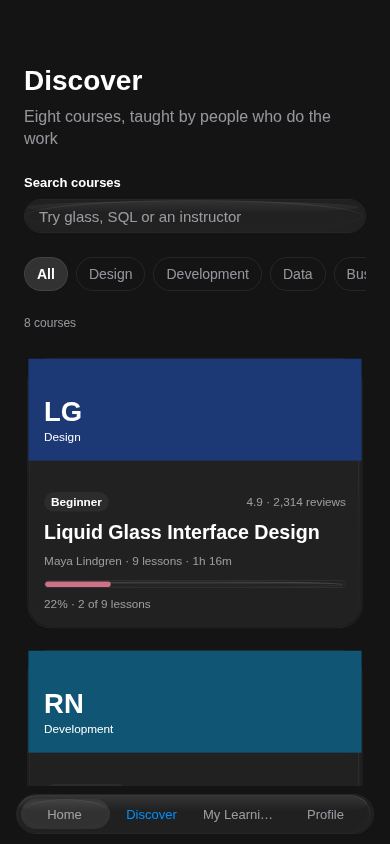 Discover
Eight courses, taught by people who do the
work
Search courses
Try glass, SQL or an instructor
All Design Development Data Bus
8 courses
LG
Design
Beginner 4.9 · 2,314 reviews
Liquid Glass Interface Design
Maya Lindgren · 9 lessons · 1h 16m
22% · 2 of 9 lessons
RN
Development
Home Discover My Learni… Profile